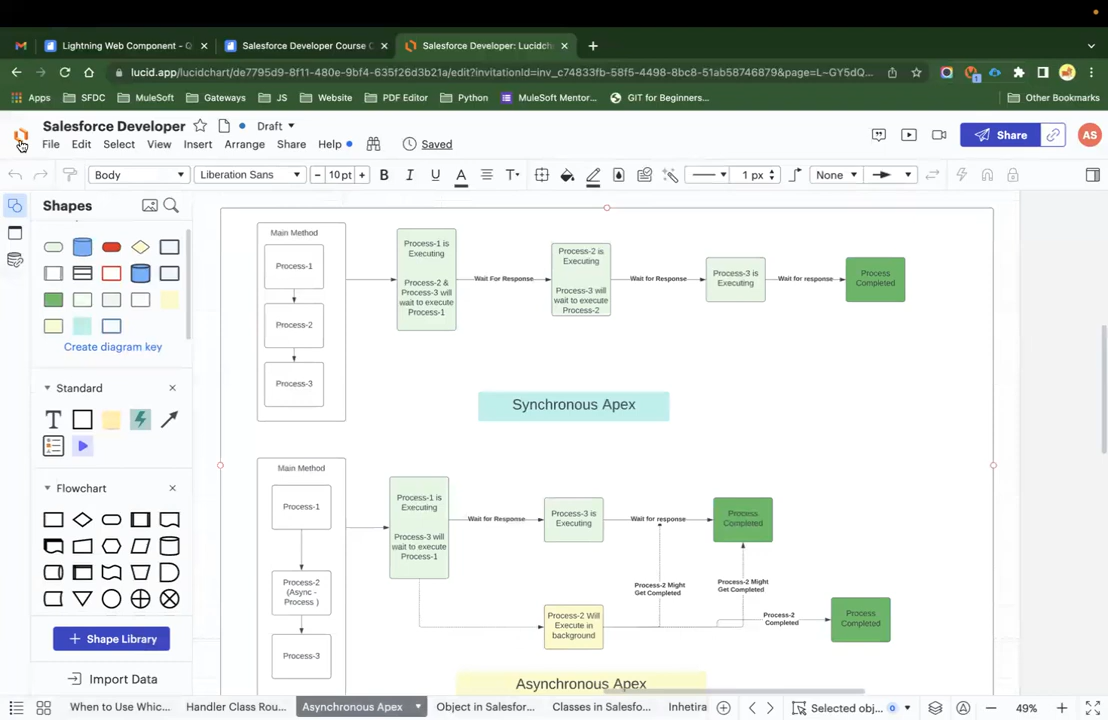 Lightning Web Component - Q
Salesforce Developer Course C
Salesforce Developer: Lucidch
lucid.app/lucidchart/de7795d9-8f11-480e-9bf4-635f26d3b21a/edit?invitationId=inv_c74833fb-58f5-4498-8bc8-51ab58746879&page=L~GY5dQ...
Apps
SFDC
MuleSoft
Gateways
JS
Website
PDF Editor
Python
MuleSoft Mentor...
GIT for Beginners...
Other Bookmarks
Salesforce Developer
Draft
File
Edit
Select
View
Insert
Arrange
Share
Help
Saved
Share
AS
Body
Liberation Sans
10 pt
B
I
U
A
T
1 px
None
Shapes
Create diagram key
Standard
T
Flowchart
+ Shape Library
Import Data
Main Method
Process-1
Process-2
Process-3
Process-1 is
Executing
Process-2 &
Process-3 will
wait to execute
Process-1
Wait For Response
Process-2 is
Executing
Process-3 will
wait to execute
Process-2
Wait for Response
Process-3 is
Executing
Wait for response
Process
Completed
Synchronous Apex
Main Method
Process-1
Process-2
(Async -
Process )
Process-3
Process-1 is
Executing
Process-3 will
wait to execute
Process-1
Wait for Response
Process-3 is
Executing
Wait for response
Process
Completed
Process-2 Might
Get Completed
Process-2 Might
Get Completed
Process-2 Will
Execute in
background
Process-2
Completed
Process
Completed
Asynchronous Apex
When to Use Whic...
Handler Class Rou...
Asynchronous Apex
Object in Salesfor...
Classes in Salesfo...
Inhetira
Selected obj...
0
49%